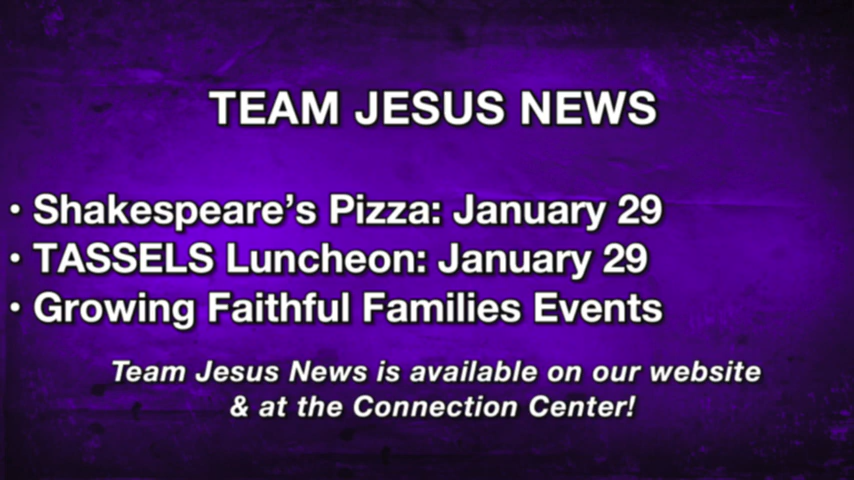 TEAM JESUS NEWS
• Shakespeare's Pizza: January 29
• TASSELS Luncheon: January 29
• Growing Faithful Families Events
Team Jesus News is available on our website
& at the Connection Center!